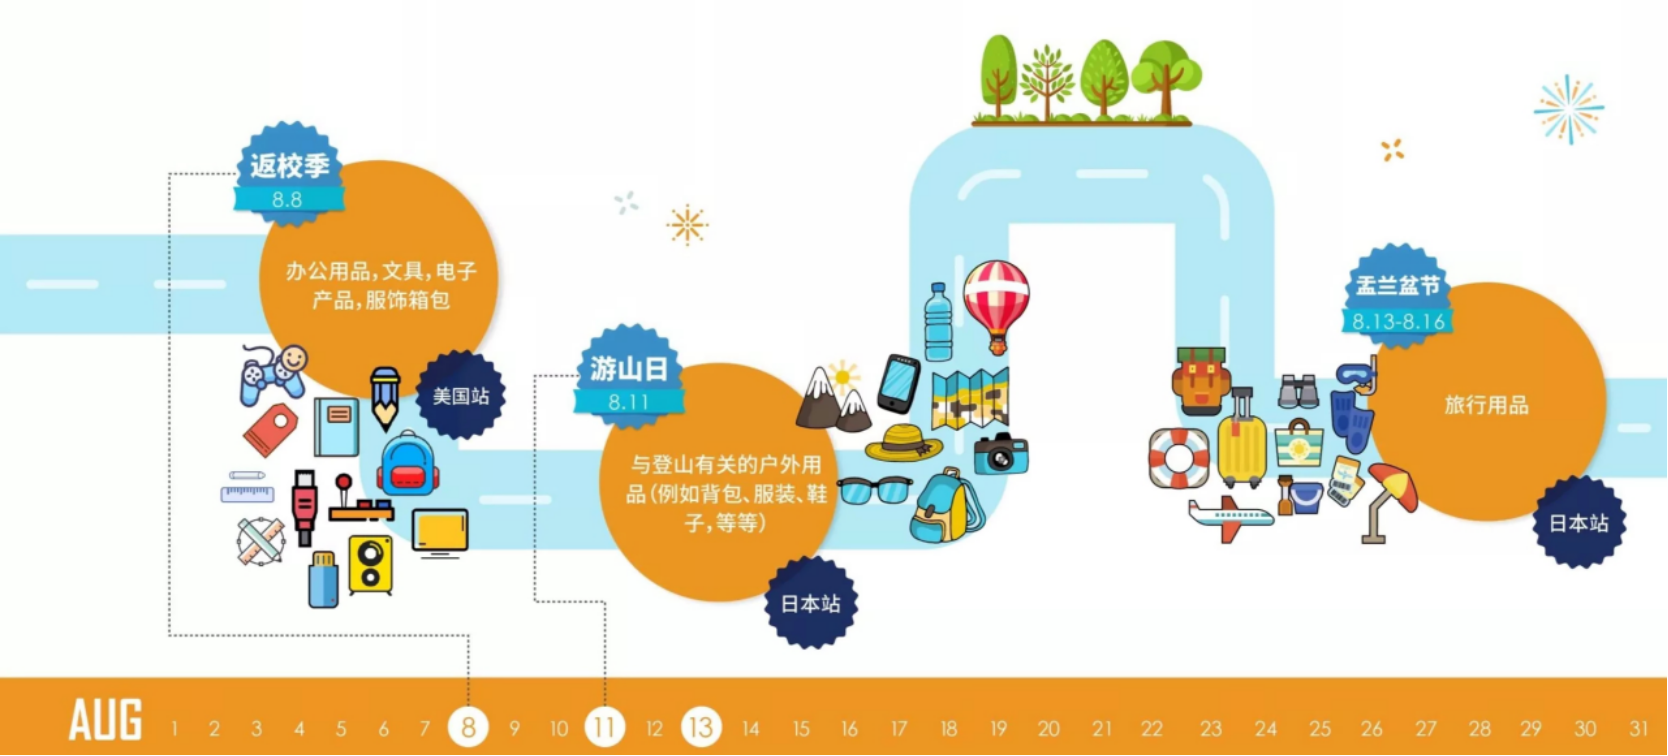 返校季
8.8
办公用品,文具,电子
产品,服饰箱包
美国站
游山日
8.11
与登山有关的户外用
品(例如背包、服装、鞋
子,等等)
日本站
盂兰盆节
8.13-8.16
旅行用品
日本站
AUG 1 2 3 4 5 6 7 8 9 10 11 12 13 14 15 16 17 18 19 20 21 22 23 24 25 26 27 28 29 30 31